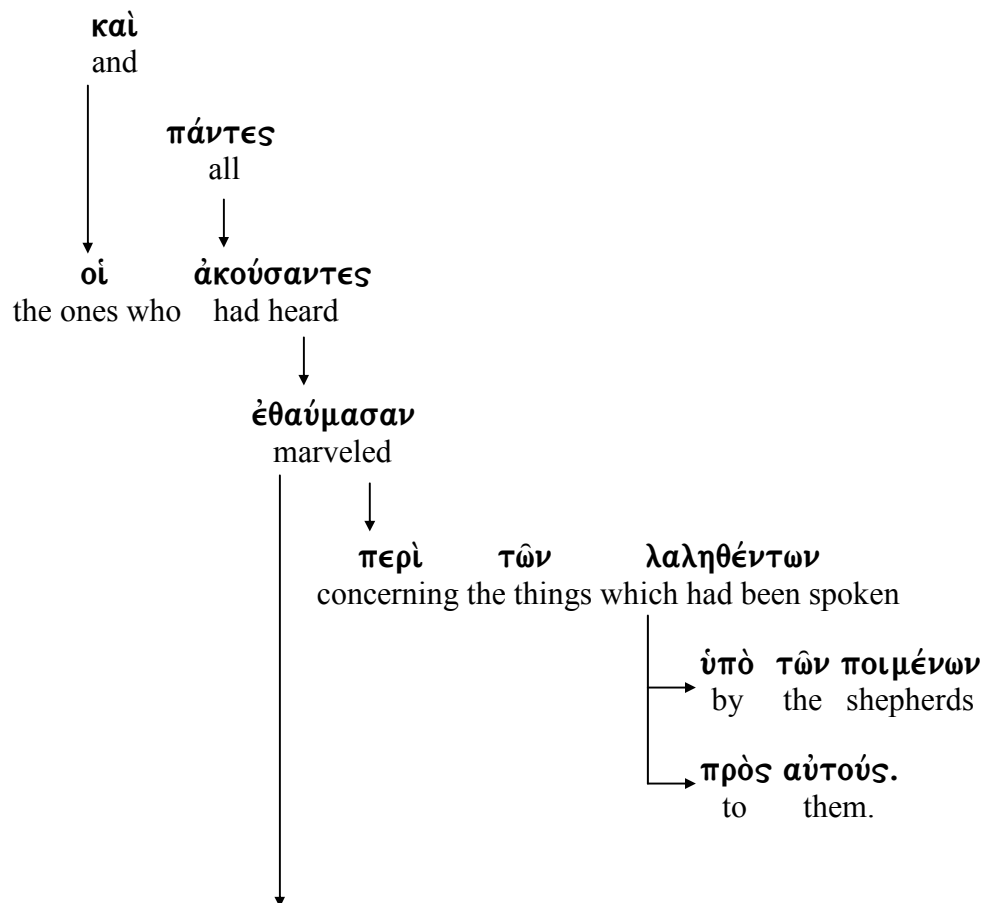 καὶ
and
πάντες
all
οἱ ἀκούσαντες
the ones who had heard
ἐθαύμασαν
marveled
περὶ τῶν λαληθέντων
concerning the things which had been spoken
ὑπὸ τῶν ποιμένων
by the shepherds
πρὸς αὐτούς.
to them.